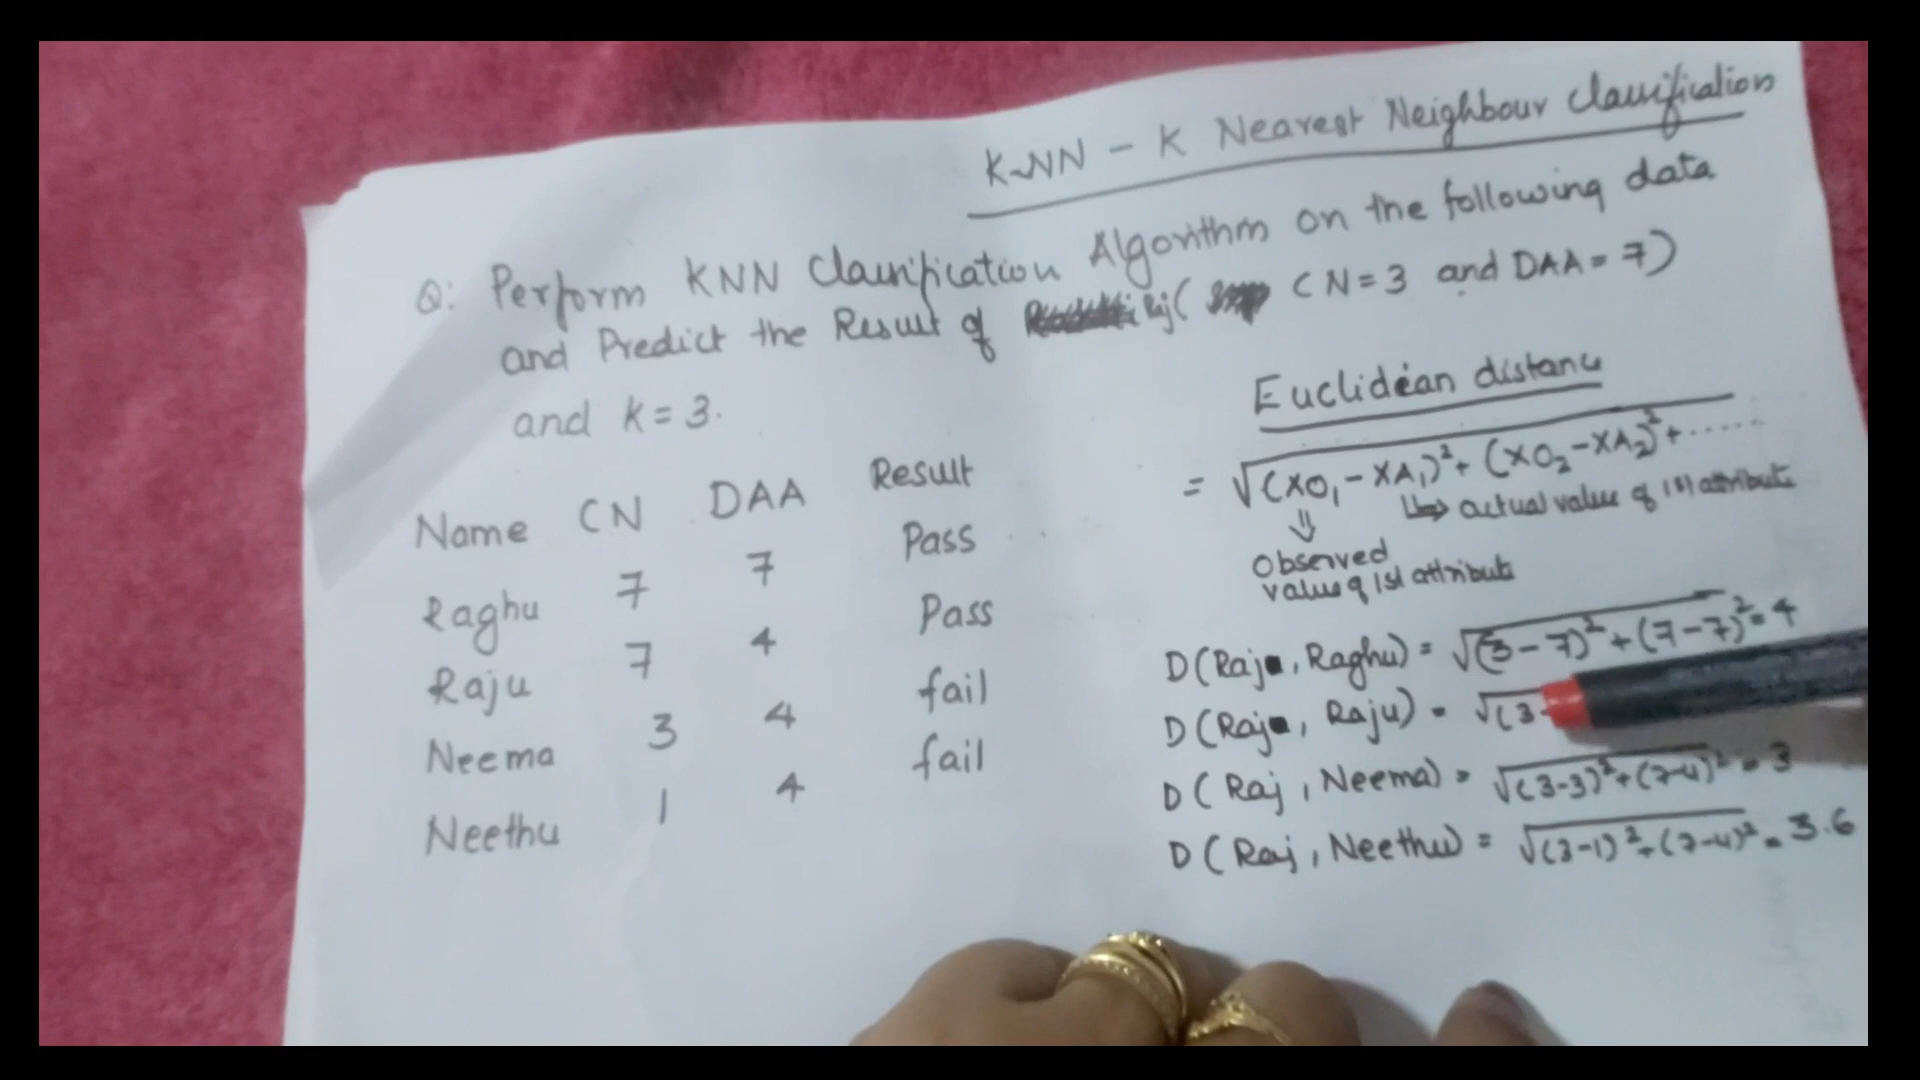 KNN - K Nearest Neighbour Classification
Q: Perform KNN Classification Algorithm on the following data
and Predict the Result of Raj( CN=3 and DAA=7)
and k=3.
Name CN DAA Result
Raghu 7 7 Pass
Raju 7 4 Pass
Neema 3 4 fail
Neethu 1 4 fail
Euclidean distance
= √(XO₁-XA₁)²+(XO₂-XA₂)²+......
↳ actual value of 1st attribute
⇓
Observed
value of 1st attribute
D(Raj, Raghu) = √(3-7)²+(7-7)² = 4
D(Raj, Raju) = √(3-
D(Raj, Neema) = √(3-3)²+(7-4)² = 3
D(Raj, Neethu) = √(3-1)²+(7-4)² = 3.6